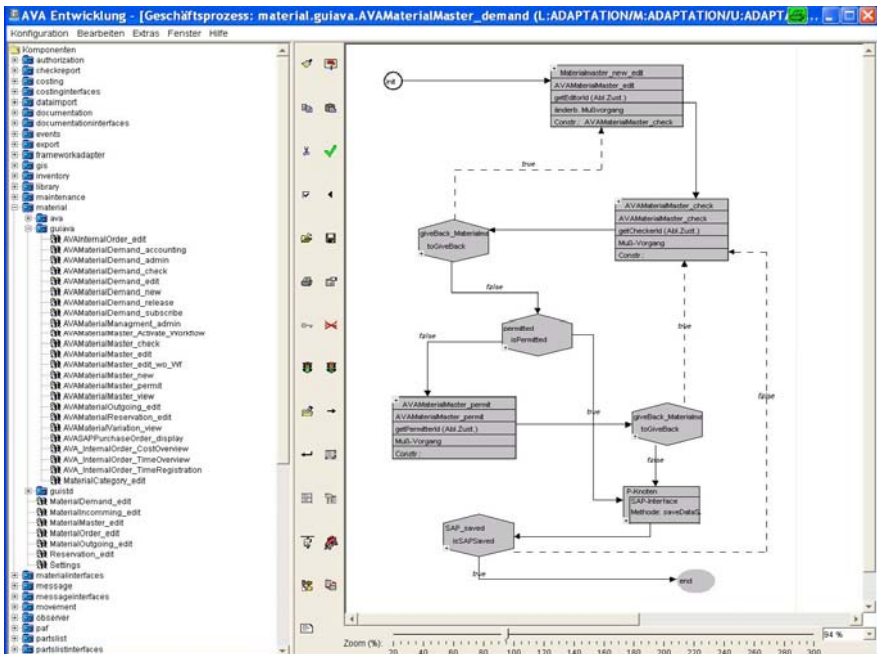 AVA Entwicklung - [Geschäftsprozess: material.guiava.AVAMaterialMaster_demand (L:ADAPTATION/M:ADAPTATION/U:ADAPTA
Konfiguration Bearbeiten Extras Fenster Hilfe
Komponenten
authorization
checkreport
costing
costinginterfaces
dataimport
documentation
documentationinterfaces
events
export
frameworkadapter
gis
inventory
library
maintenance
material
ava
guiava
AVAInternalOrder_edit
AVAMaterialDemand_accounting
AVAMaterialDemand_admin
AVAMaterialDemand_check
AVAMaterialDemand_edit
AVAMaterialDemand_new
AVAMaterialDemand_release
AVAMaterialDemand_subscribe
AVAMaterialManagment_admin
AVAMaterialMaster_Activate_Workflow
AVAMaterialMaster_check
AVAMaterialMaster_edit
AVAMaterialMaster_edit_wo_Wf
AVAMaterialMaster_new
AVAMaterialMaster_permit
AVAMaterialMaster_view
AVAMaterialOutgoing_edit
AVAMaterialReservation_edit
AVAMaterialVariation_view
AVASAPPurchaseOrder_display
AVA_InternalOrder_CostOverview
AVA_InternalOrder_TimeOverview
AVA_InternalOrder_TimeRegistration
MaterialCategory_edit
guistd
MaterialDemand_edit
MaterialIncomming_edit
MaterialMaster_edit
MaterialOrder_edit
MaterialOutgoing_edit
Reservation_edit
Settings
materialinterfaces
message
messageinterfaces
movement
observer
paf
partslist
partslistinterfaces
init
Materialmaster_new_edit
AVAMaterialMaster_edit
getEditorId (Abl.Zust.)
änderb. Mußvorgang
Constr.: AVAMaterialMaster_check
true
AVAMaterialMaster_check
AVAMaterialMaster_check
getCheckerId (Abl.Zust.)
Muß-Vorgang
Constr.:
giveBack_Materialma
toGiveBack
false
permitted
isPermitted
false
true
true
false
AVAMaterialMaster_permit
AVAMaterialMaster_permit
getPermitterId (Abl.Zust.)
Muß-Vorgang
Constr.:
giveBack_Materialma
toGiveBack
false
P-Knoten
SAP-Interface
Methode: saveDataS
SAP_saved
isSAPSaved
true
end
Zoom (%):
20 40 60 80 100 120 140 160 180 200 220 240 260 280 300
94 %